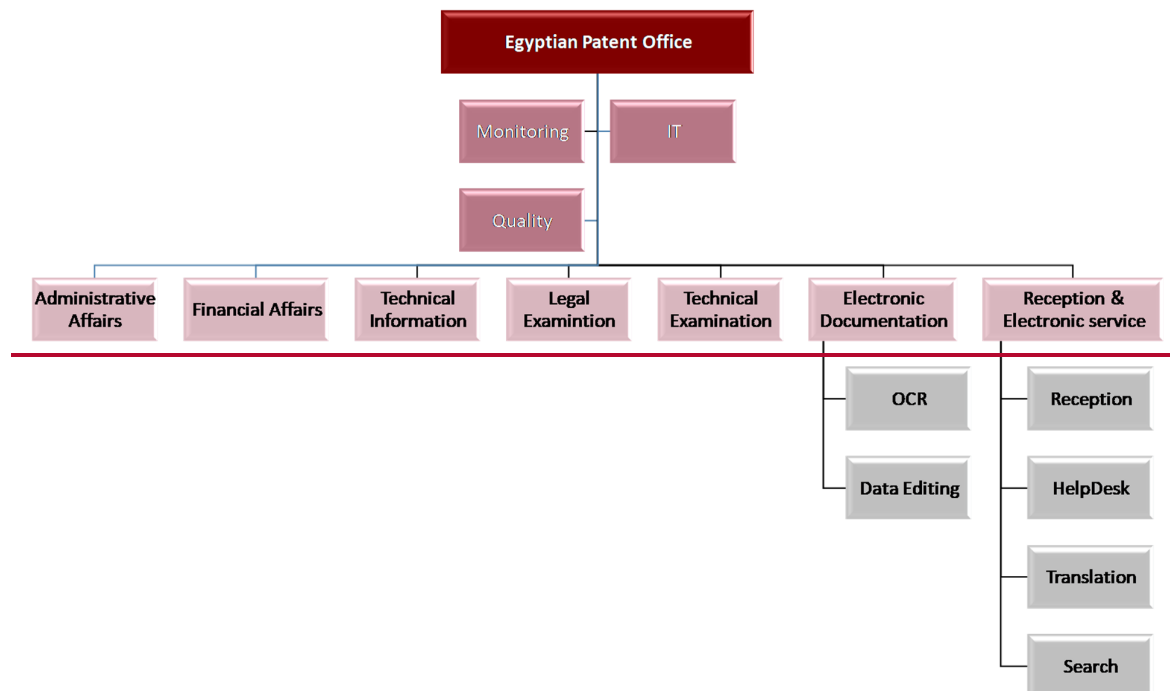 Egyptian Patent Office
Monitoring
IT
Quality
Administrative
Affairs
Financial Affairs
Technical
Information
Legal
Examintion
Technical
Examination
Electronic
Documentation
Reception &
Electronic service
OCR
Reception
Data Editing
HelpDesk
Translation
Search